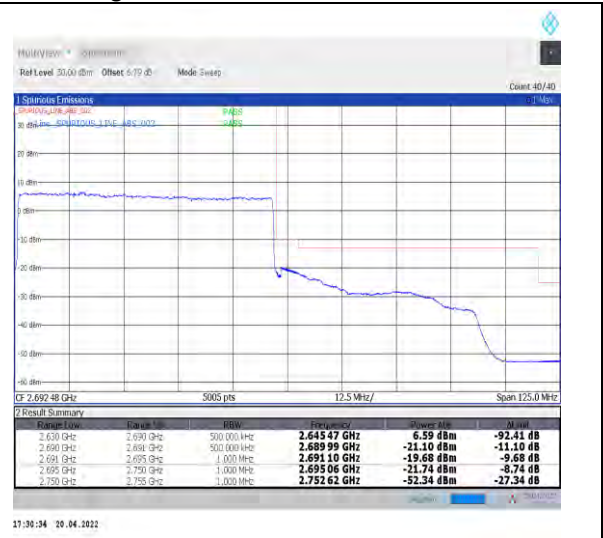 MultiView Spectrum
Ref Level 30.00 dBm Offset 6.79 dB Mode Sweep
Count 40/40
1 Spurious Emissions
SPURIOUS_LINE_ABS_002 PASS
30 dBm Line _SPURIOUS_LINE_ABS_002 PASS
20 dBm
10 dBm
0 dBm
-10 dBm
-20 dBm
-30 dBm
-40 dBm
-50 dBm
-60 dBm
CF 2.692 48 GHz 5005 pts 12.5 MHz/ Span 125.0 MHz
2 Result Summary
Range Low Range Up RBW Frequency Power Abs ΔLimit
2.630 GHz 2.690 GHz 500.000 kHz 2.645 47 GHz 6.59 dBm -92.41 dB
2.690 GHz 2.691 GHz 500.000 kHz 2.689 99 GHz -21.10 dBm -11.10 dB
2.691 GHz 2.695 GHz 1.000 MHz 2.691 10 GHz -19.68 dBm -9.68 dB
2.695 GHz 2.750 GHz 1.000 MHz 2.695 06 GHz -21.74 dBm -8.74 dB
2.750 GHz 2.755 GHz 1.000 MHz 2.752 62 GHz -52.34 dBm -27.34 dB
17:30:34 20.04.2022